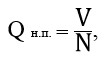 Q н.п. = V/N,